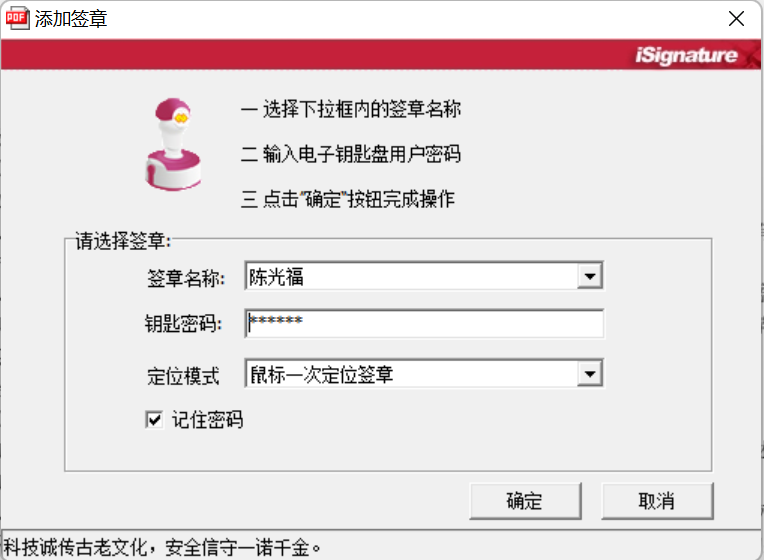 PDF 添加签章
iSignature
一 选择下拉框内的签章名称
二 输入电子钥匙盘用户密码
三 点击"确定"按钮完成操作
请选择签章:
签章名称: 陈光福
钥匙密码: ******
定位模式 鼠标一次定位签章
记住密码
确定 取消
科技诚传古老文化，安全信守一诺千金。